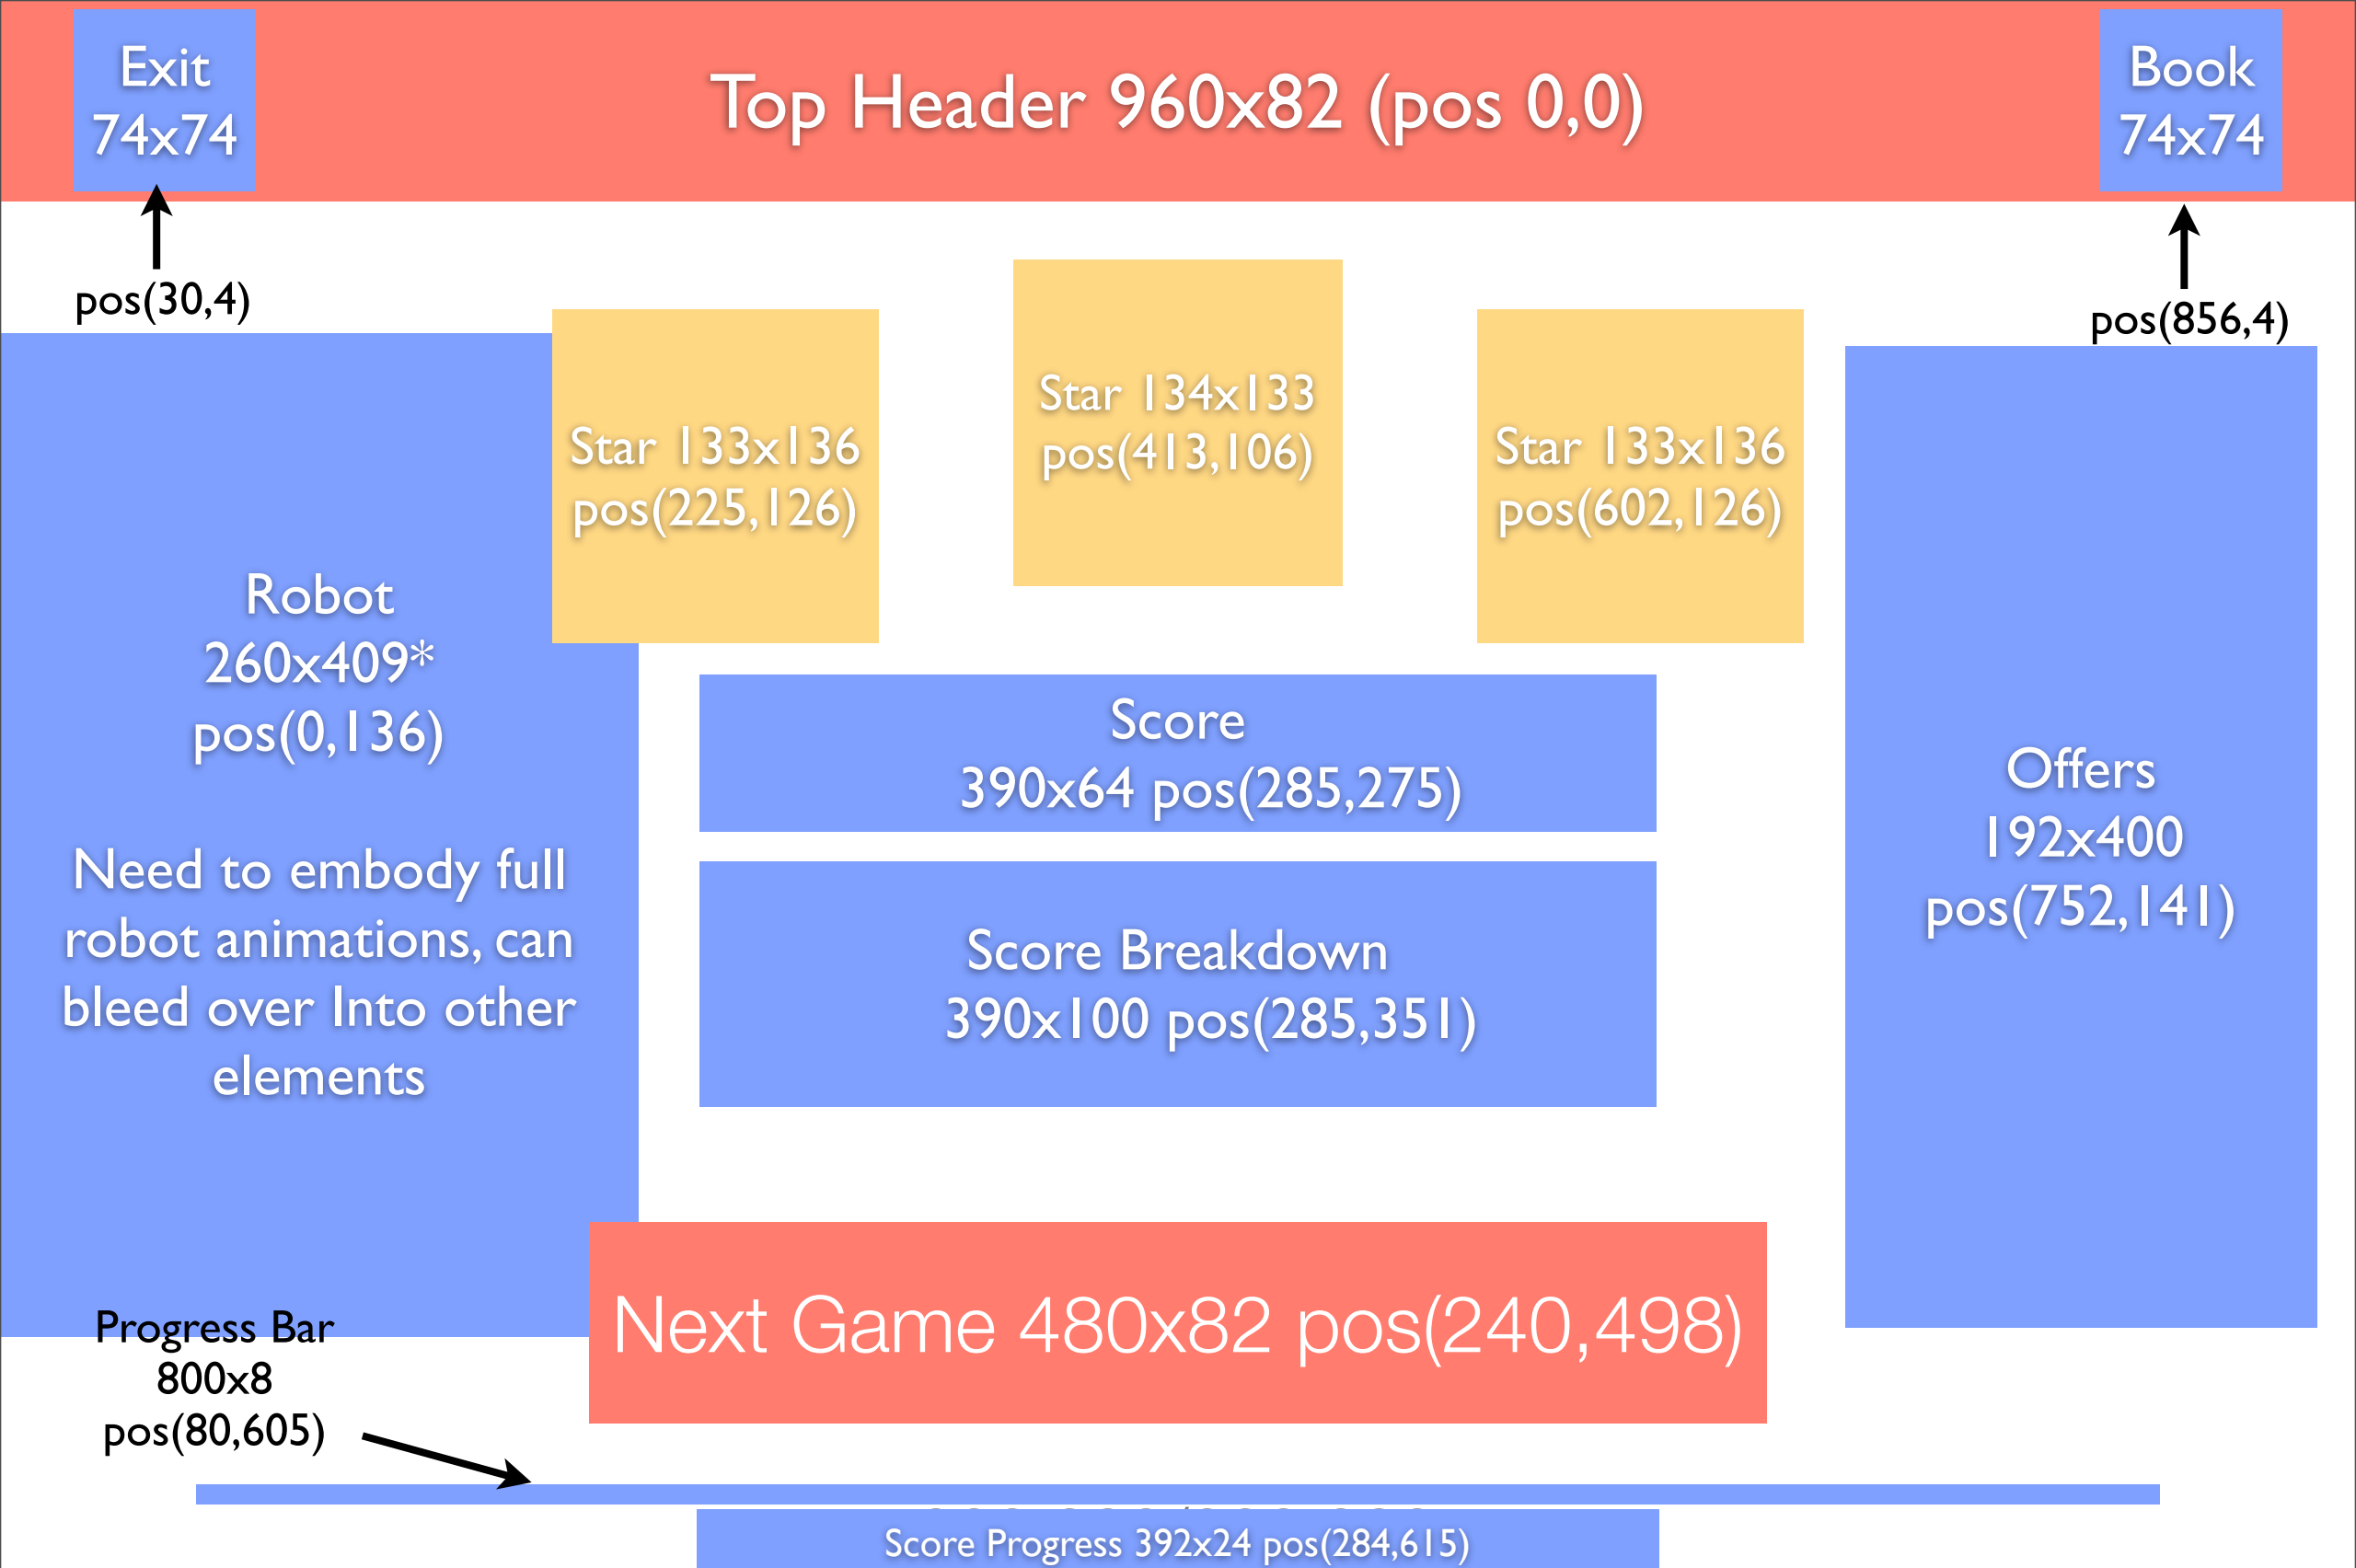 Exit
74x74
Top Header 960x82 (pos 0,0)
Book
74x74
pos(30,4)
pos(856,4)
Star 133x136
pos(225,126)
Star 134x133
pos(413,106)
Star 133x136
pos(602,126)
Robot
260x409*
pos(0,136)
Need to embody full
robot animations, can
bleed over Into other
elements
Score
390x64 pos(285,275)
Score Breakdown
390x100 pos(285,351)
Offers
192x400
pos(752,141)
Next Game 480x82 pos(240,498)
Progress Bar
800x8
pos(80,605)
Score Progress 392x24 pos(284,615)